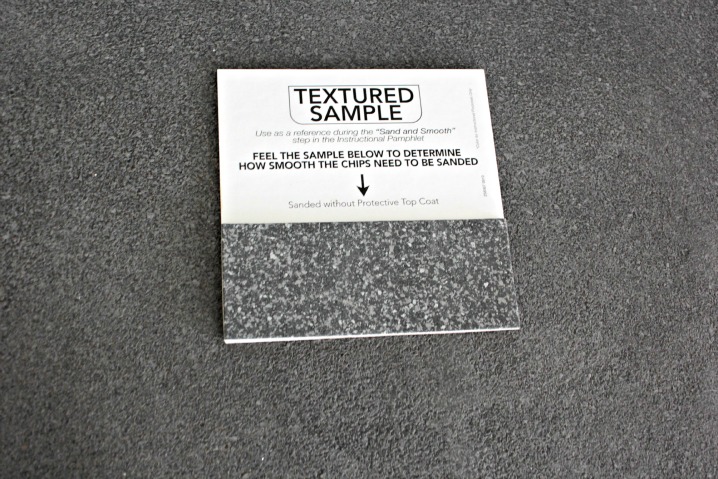 TEXTURED
SAMPLE
Use as a reference during the "Sand and Smooth"
step in the Instructional Pamphlet
FEEL THE SAMPLE BELOW TO DETERMINE
HOW SMOOTH THE CHIPS NEED TO BE SANDED
Sanded without Protective Top Coat